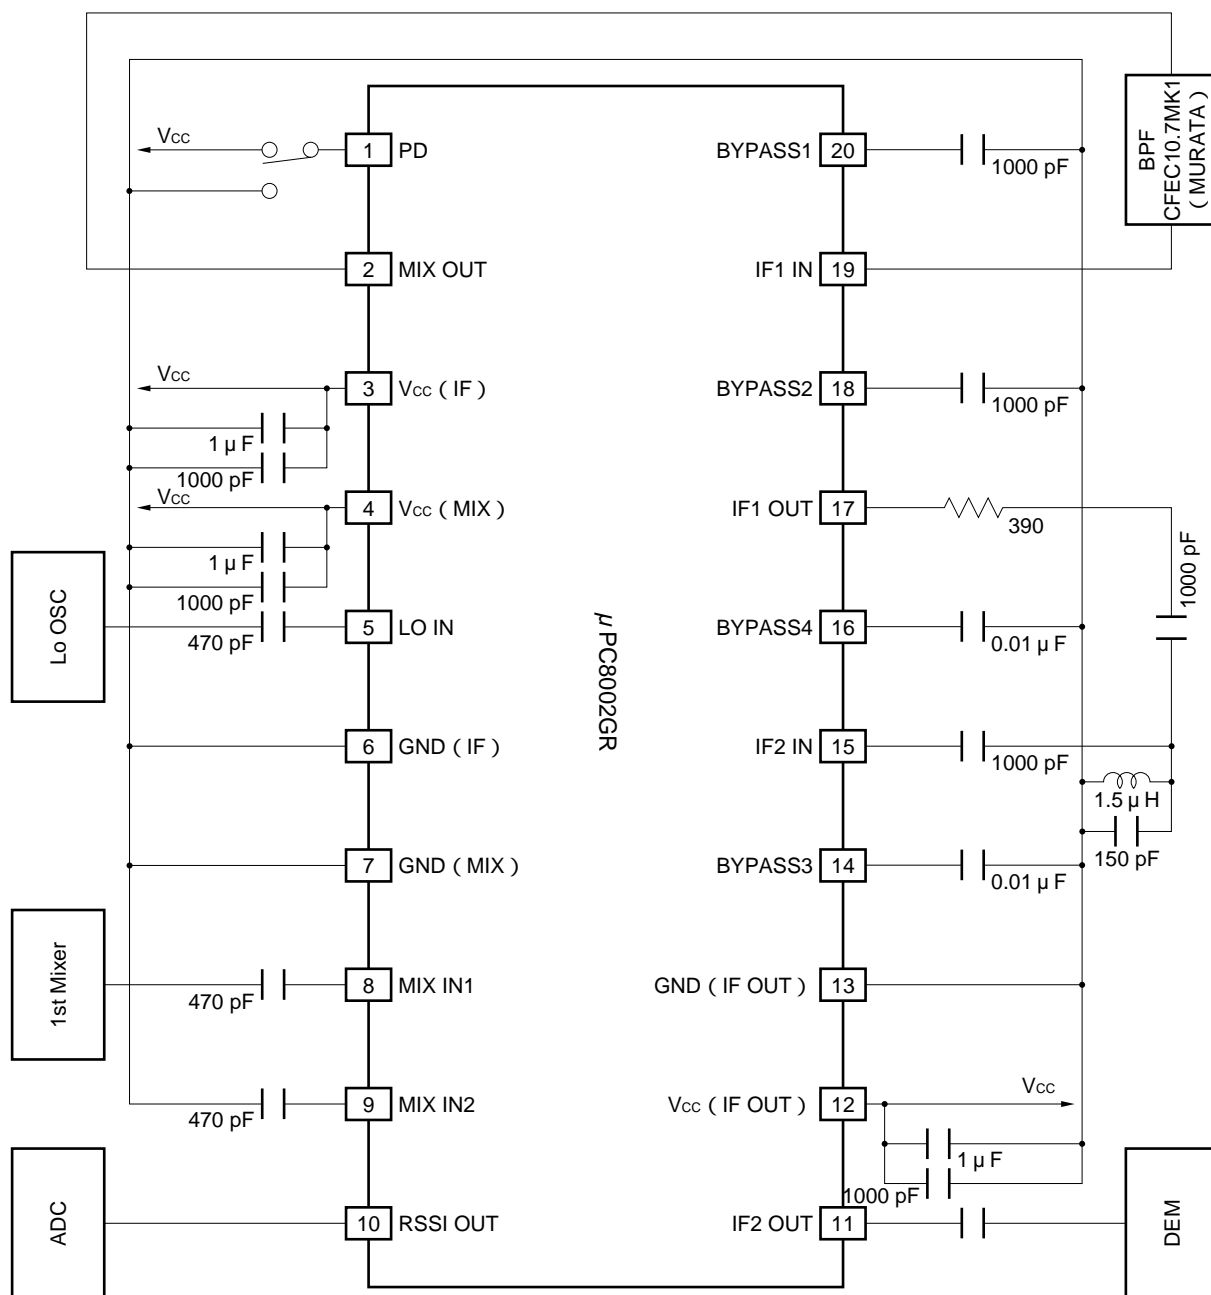 BPF
CFEC10.7MK1
( MURATA )
Vcc
1 PD
BYPASS1 20
1000 pF
2 MIX OUT
IF1 IN 19
Vcc
3 Vcc ( IF )
BYPASS2 18
1000 pF
1 μ F
1000 pF
Vcc
4 Vcc ( MIX )
IF1 OUT 17
390
1 μ F
1000 pF
1000 pF
Lo OSC
470 pF
5 LO IN
BYPASS4 16
0.01 μ F
μ PC8002GR
6 GND ( IF )
IF2 IN 15
1000 pF
1.5 μ H
150 pF
7 GND ( MIX )
BYPASS3 14
0.01 μ F
1st Mixer
470 pF
8 MIX IN1
GND ( IF OUT ) 13
470 pF
9 MIX IN2
Vcc ( IF OUT ) 12
Vcc
1 μ F
1000 pF
ADC
10 RSSI OUT
IF2 OUT 11
DEM